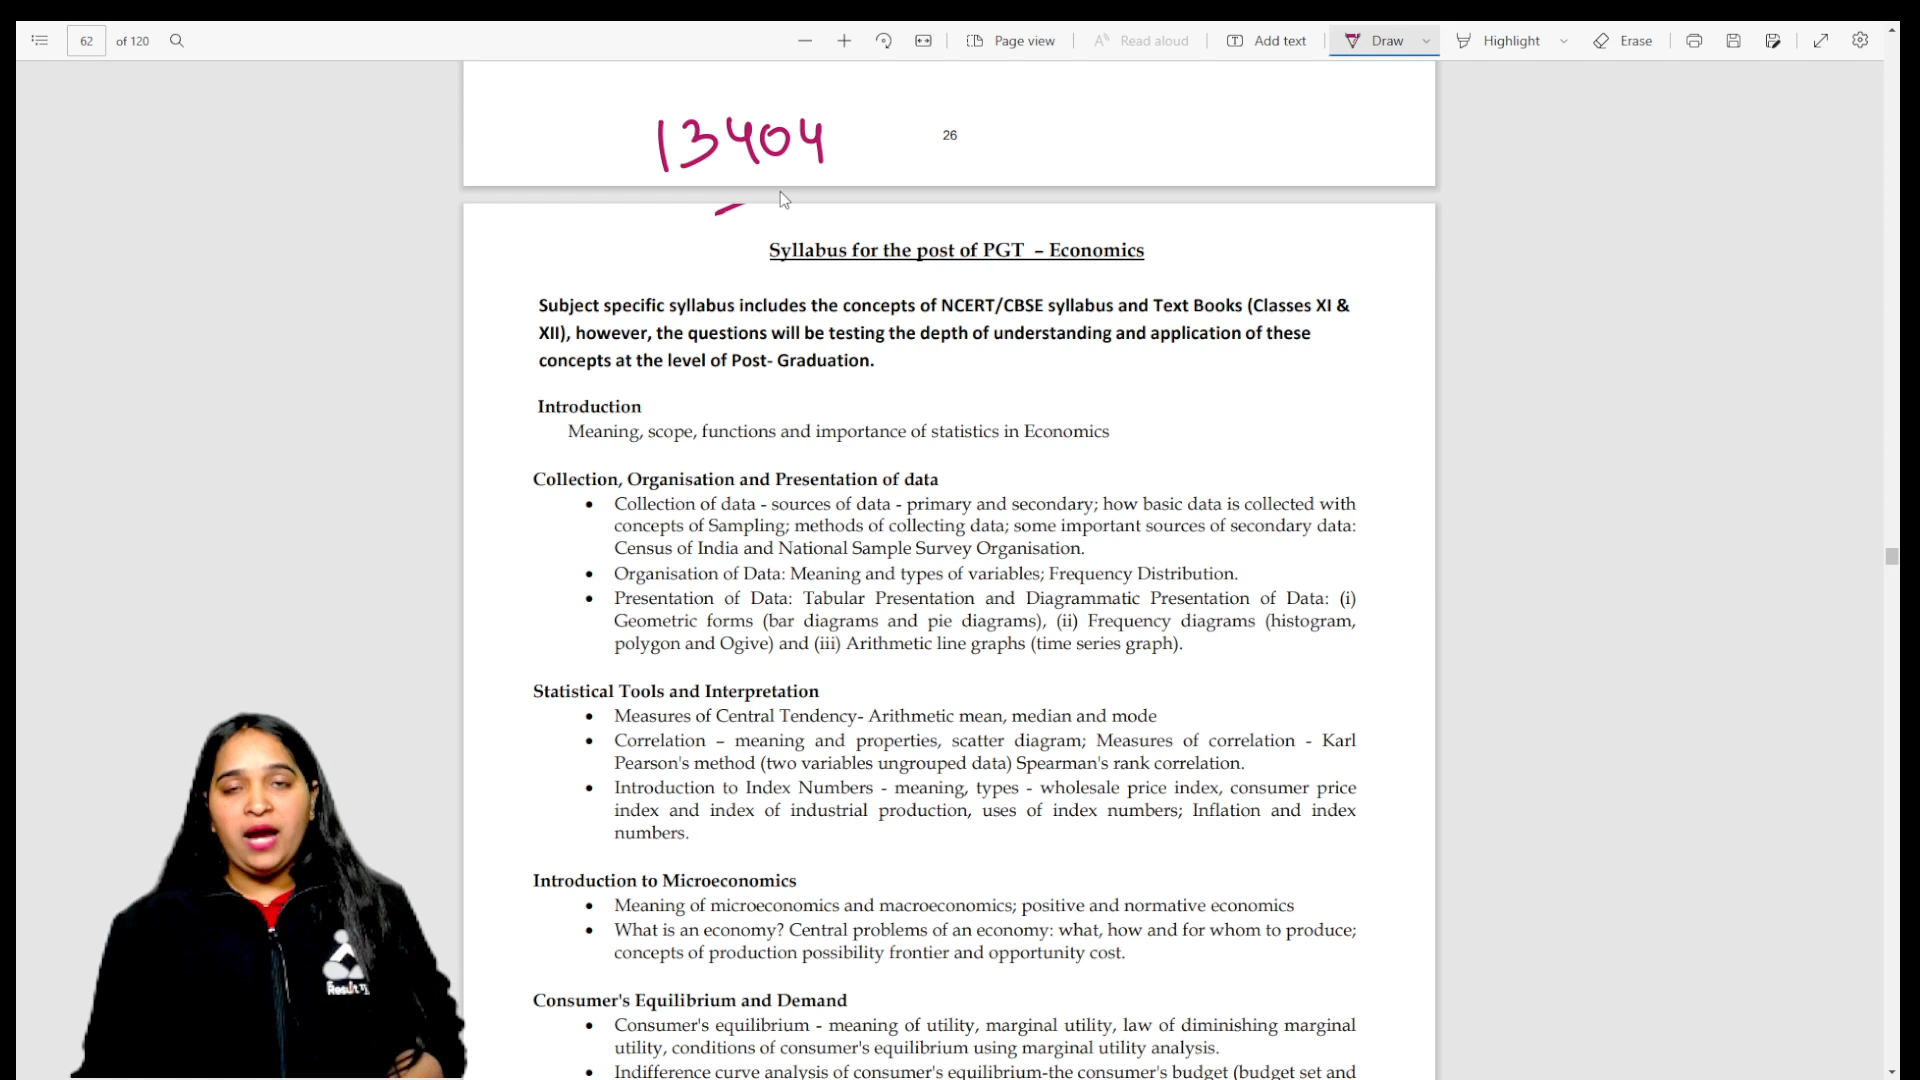 62 of 120
Page view
Read aloud
Add text
Draw
Highlight
Erase
13404
26
Syllabus for the post of PGT – Economics
Subject specific syllabus includes the concepts of NCERT/CBSE syllabus and Text Books (Classes XI &
XII), however, the questions will be testing the depth of understanding and application of these
concepts at the level of Post- Graduation.
Introduction
Meaning, scope, functions and importance of statistics in Economics
Collection, Organisation and Presentation of data
• Collection of data - sources of data - primary and secondary; how basic data is collected with
concepts of Sampling; methods of collecting data; some important sources of secondary data:
Census of India and National Sample Survey Organisation.
• Organisation of Data: Meaning and types of variables; Frequency Distribution.
• Presentation of Data: Tabular Presentation and Diagrammatic Presentation of Data: (i)
Geometric forms (bar diagrams and pie diagrams), (ii) Frequency diagrams (histogram,
polygon and Ogive) and (iii) Arithmetic line graphs (time series graph).
Statistical Tools and Interpretation
• Measures of Central Tendency- Arithmetic mean, median and mode
• Correlation – meaning and properties, scatter diagram; Measures of correlation - Karl
Pearson's method (two variables ungrouped data) Spearman's rank correlation.
• Introduction to Index Numbers - meaning, types - wholesale price index, consumer price
index and index of industrial production, uses of index numbers; Inflation and index
numbers.
Introduction to Microeconomics
• Meaning of microeconomics and macroeconomics; positive and normative economics
• What is an economy? Central problems of an economy: what, how and for whom to produce;
concepts of production possibility frontier and opportunity cost.
Consumer's Equilibrium and Demand
• Consumer's equilibrium - meaning of utility, marginal utility, law of diminishing marginal
utility, conditions of consumer's equilibrium using marginal utility analysis.
• Indifference curve analysis of consumer's equilibrium-the consumer's budget (budget set and